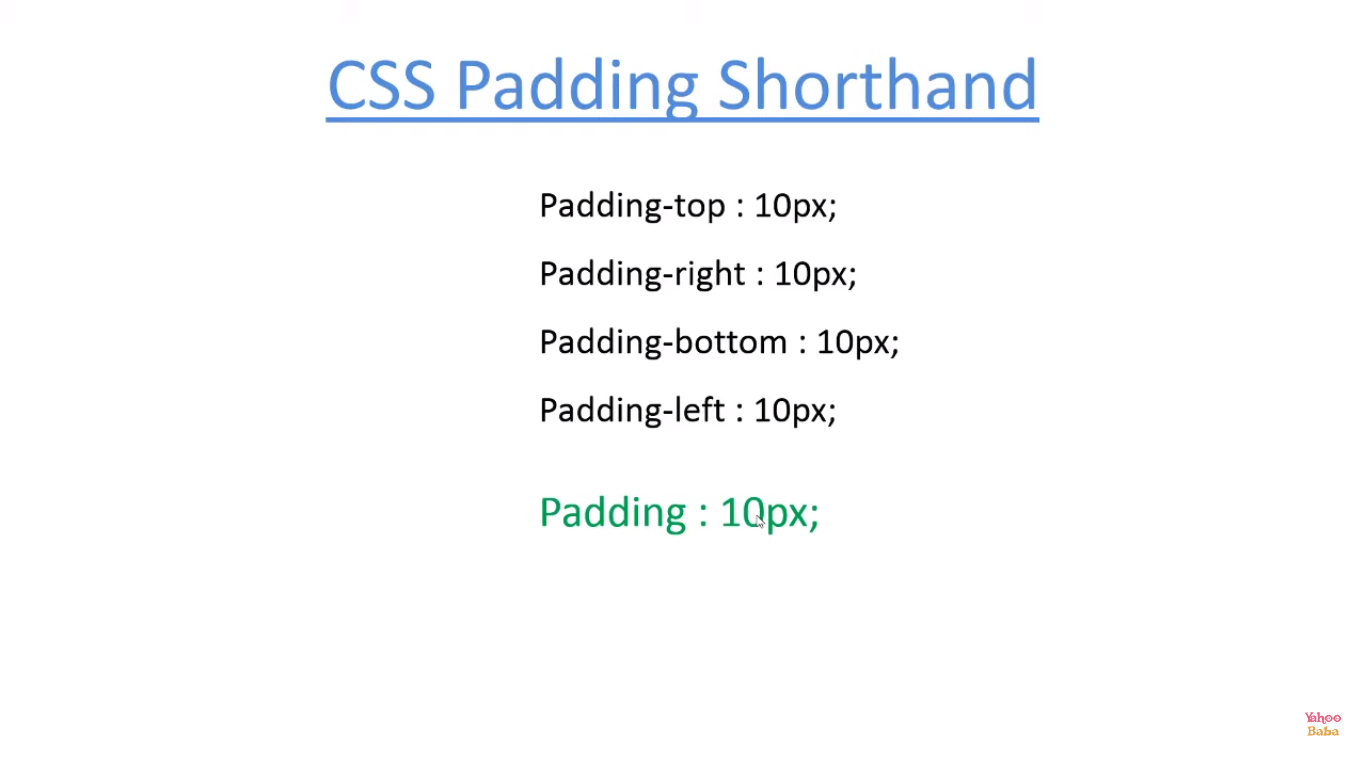 CSS Padding Shorthand
Padding-top : 10px;
Padding-right : 10px;
Padding-bottom : 10px;
Padding-left : 10px;
Padding : 10px;
Yahoo
Baba